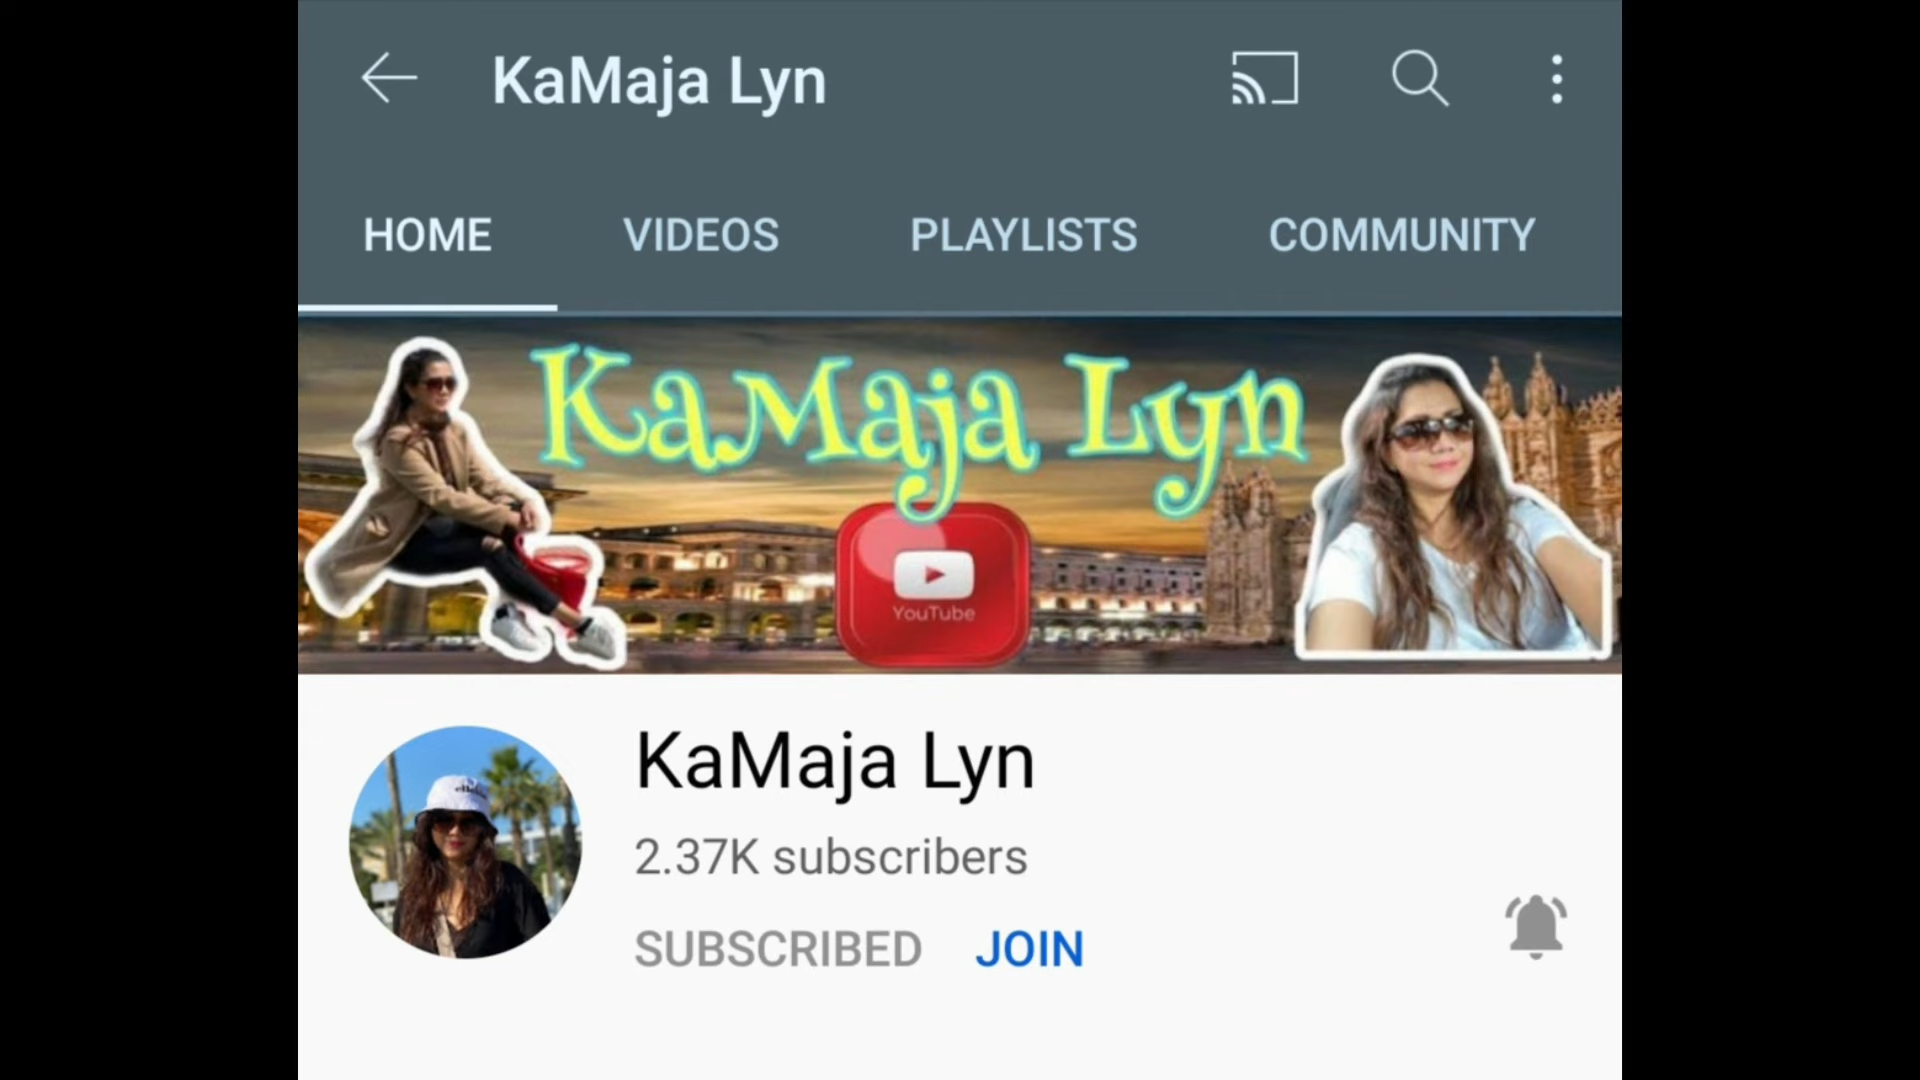 KaMaja Lyn
HOME VIDEOS PLAYLISTS COMMUNITY
KaMaja Lyn
YouTube
KaMaja Lyn
2.37K subscribers
SUBSCRIBED JOIN